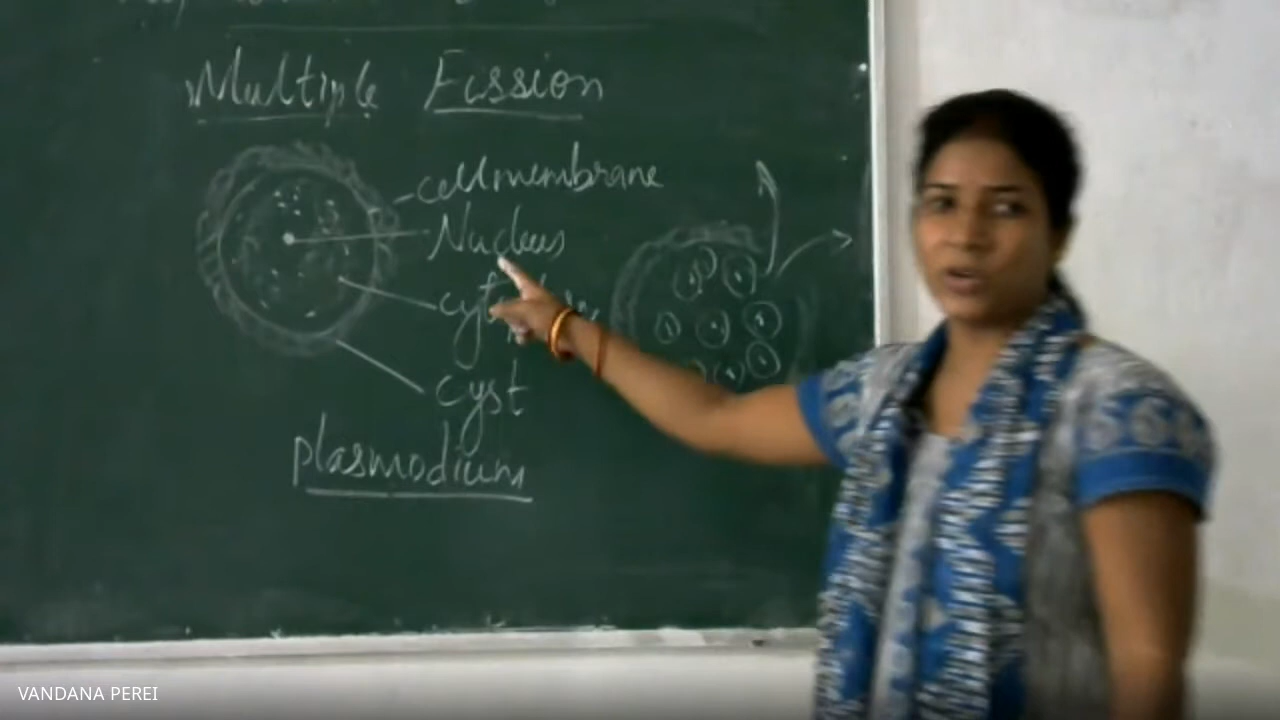 Multiple Fission
cellmembrane
Nucleus
cyst
plasmodium
VANDANA PEREI